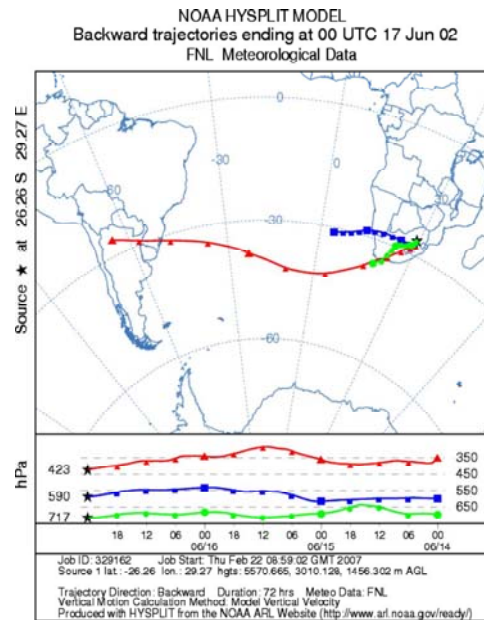 NOAA HYSPLIT MODEL
Backward trajectories ending at 00 UTC 17 Jun 02
FNL Meteorological Data
Source ★ at 26.26 S 29.27 E
0
-30
0
30
60
-30
-60
hPa
423
590
717
350
450
550
650
18 12 06 00 18 12 06 00 18 12 06 00
06/16 06/15 06/14
Job ID: 329162 Job Start: Thu Feb 22 08:59:02 GMT 2007
Source 1 lat.: -26.26 lon.: 29.27 hgts: 5570.665, 3010.128, 1456.302 m AGL
Trajectory Direction: Backward Duration: 72 hrs Meteo Data: FNL
Vertical Motion Calculation Method: Model Vertical Velocity
Produced with HYSPLIT from the NOAA ARL Website (http://www.arl.noaa.gov/ready/)